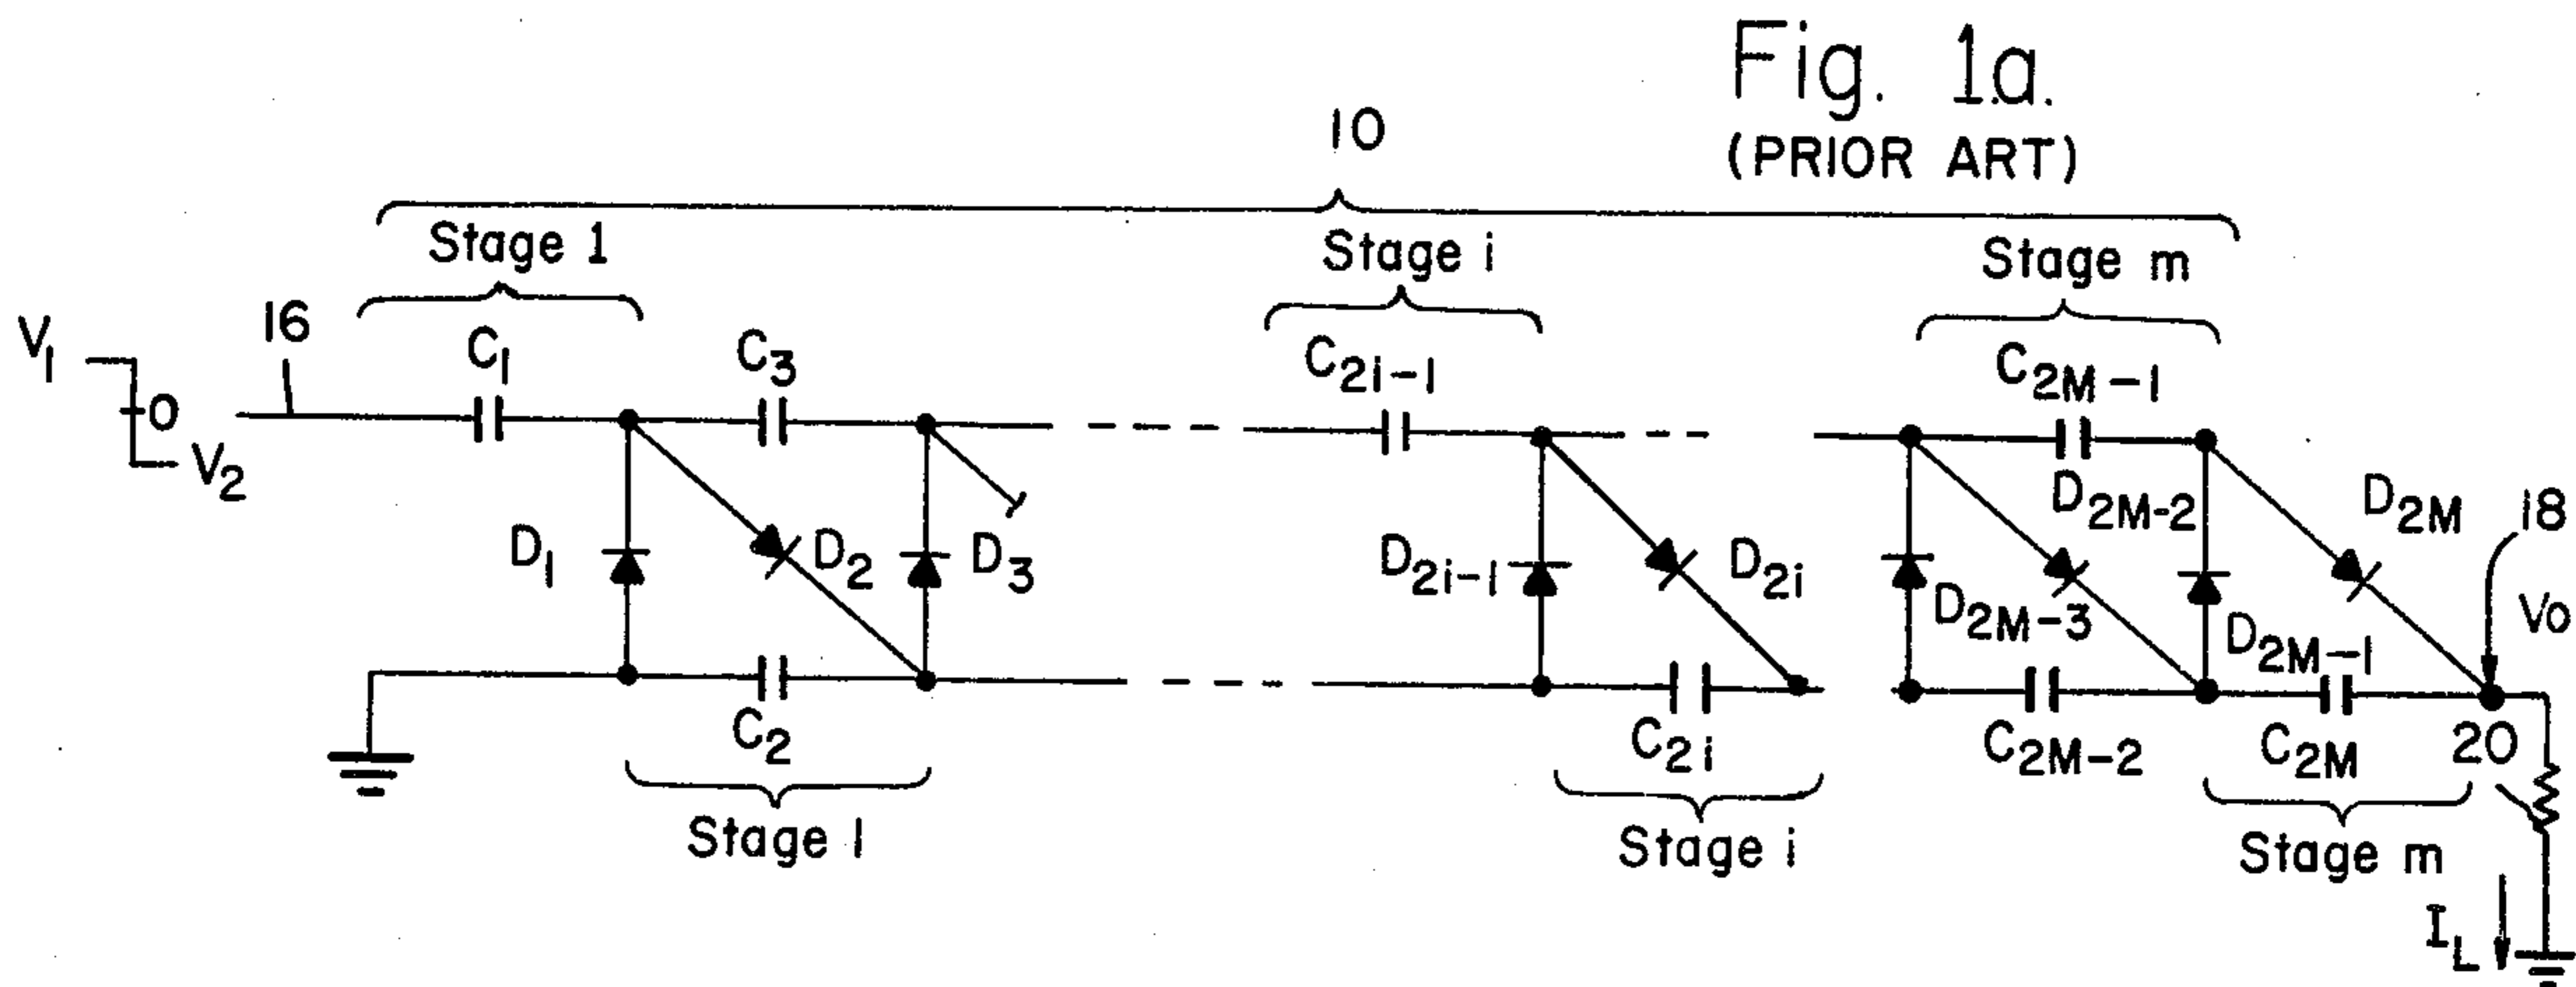 Fig. 1.a.
(PRIOR ART)
10
Stage 1
Stage i
Stage m
V1
0
V2
16
C1
C3
C2i-1
C2M-1
D1
D2
D3
D2i-1
D2i
D2M-3
D2M-2
D2M-1
D2M
18
Vo
C2
C2i
C2M-2
C2M
20
Stage 1
Stage i
Stage m
IL